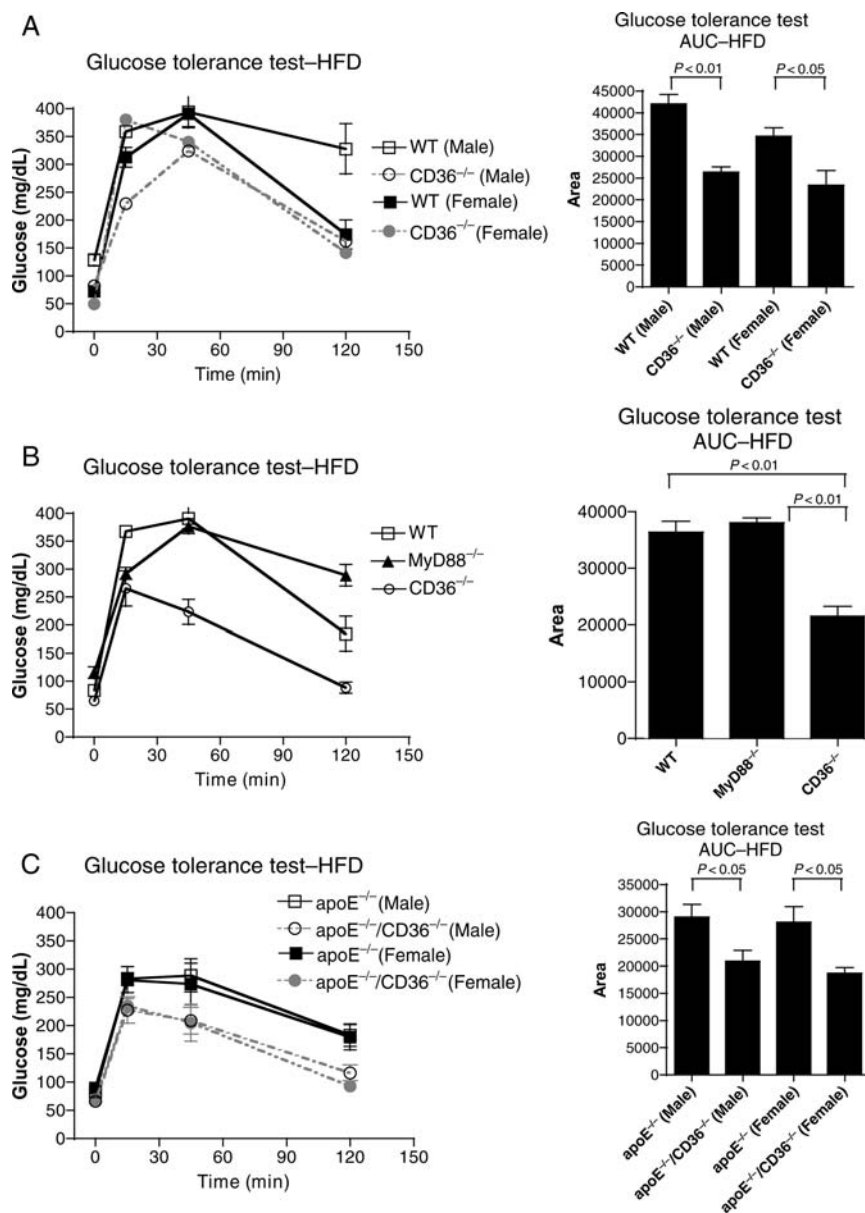 A
Glucose tolerance test–HFD
Glucose (mg/dL)
400
350
300
250
200
150
100
50
0
0 30 60 90 120 150
Time (min)
WT (Male)
CD36−/− (Male)
WT (Female)
CD36−/− (Female)
Glucose tolerance test
AUC–HFD
P < 0.01 P < 0.05
Area
45000
40000
35000
30000
25000
20000
15000
10000
5000
0
WT (Male)
CD36−/− (Male)
WT (Female)
CD36−/− (Female)
B
Glucose tolerance test–HFD
Glucose (mg/dL)
400
350
300
250
200
150
100
50
0
0 30 60 90 120 150
Time (min)
WT
MyD88−/−
CD36−/−
Glucose tolerance test
AUC–HFD
P < 0.01
P < 0.01
Area
40000
30000
20000
10000
0
WT
MyD88−/−
CD36−/−
C
Glucose tolerance test–HFD
Glucose (mg/dL)
400
350
300
250
200
150
100
50
0
0 30 60 90 120 150
Time (min)
apoE−/− (Male)
apoE−/−/CD36−/− (Male)
apoE−/− (Female)
apoE−/−/CD36−/− (Female)
Glucose tolerance test
AUC–HFD
P < 0.05 P < 0.05
Area
35000
30000
25000
20000
15000
10000
5000
0
apoE−/− (Male)
apoE−/−/CD36−/− (Male)
apoE−/− (Female)
apoE−/−/CD36−/− (Female)